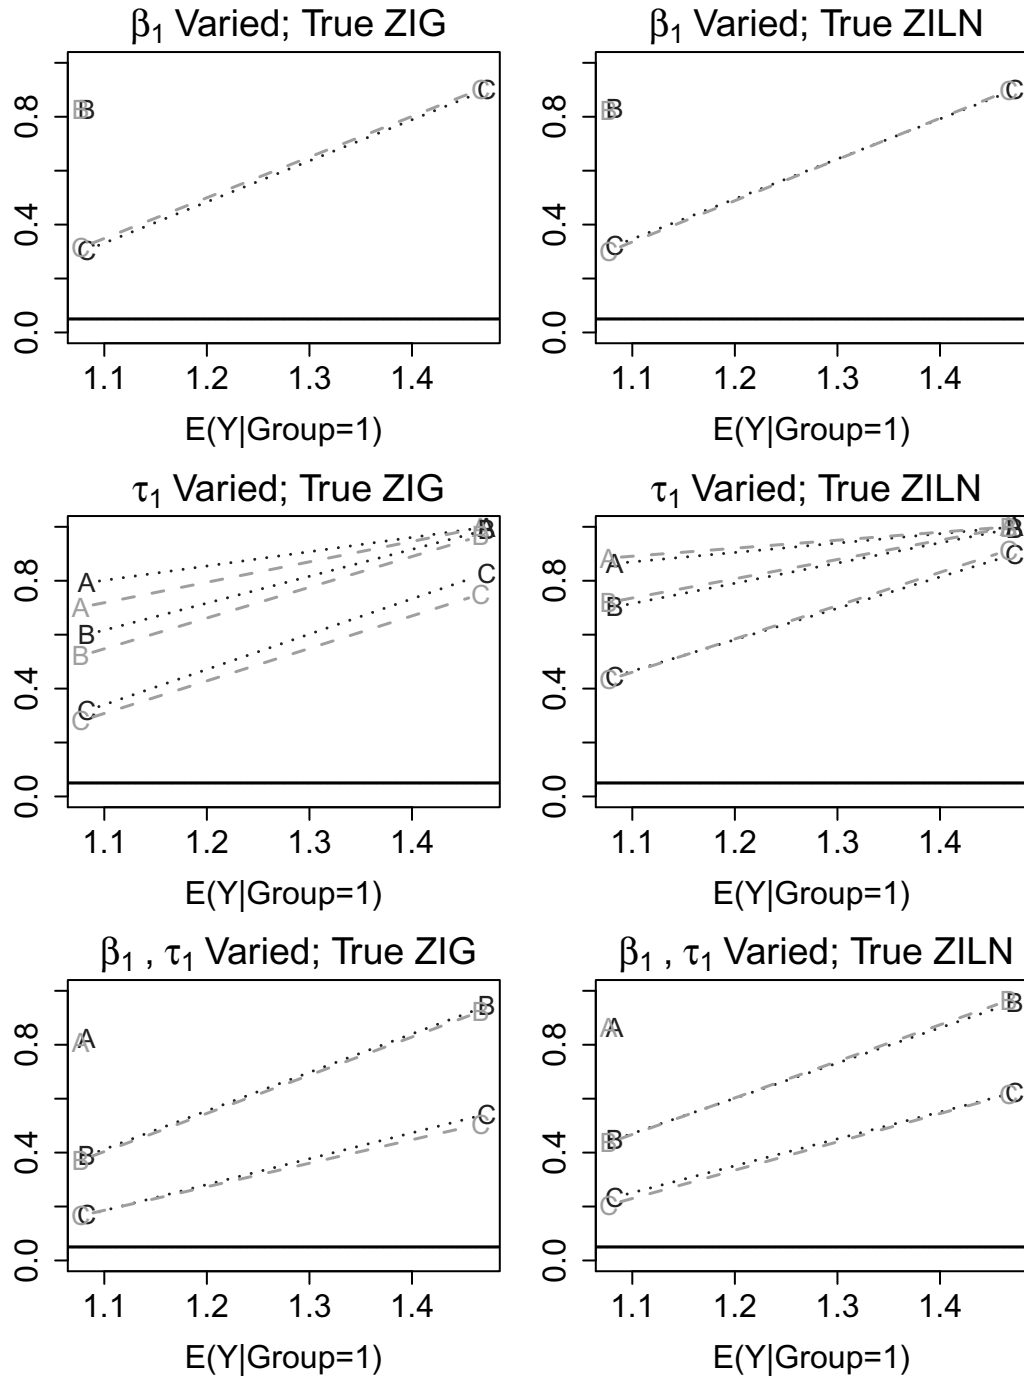 β1 Varied; True ZIG
β1 Varied; True ZILN
0.8
0.4
0.0
B
B
C
C
C
C
1.1 1.2 1.3 1.4
E(Y|Group=1)
0.8
0.4
0.0
B
B
C
C
C
C
1.1 1.2 1.3 1.4
E(Y|Group=1)
τ1 Varied; True ZIG
τ1 Varied; True ZILN
0.8
0.4
0.0
A
A
B
B
C
C
A
A
B
B
C
C
1.1 1.2 1.3 1.4
E(Y|Group=1)
0.8
0.4
0.0
A
A
B
B
C
C
A
A
B
B
C
C
1.1 1.2 1.3 1.4
E(Y|Group=1)
β1 , τ1 Varied; True ZIG
β1 , τ1 Varied; True ZILN
0.8
0.4
0.0
A
A
B
B
C
C
B
B
C
C
1.1 1.2 1.3 1.4
E(Y|Group=1)
0.8
0.4
0.0
A
A
B
B
C
C
B
B
C
C
1.1 1.2 1.3 1.4
E(Y|Group=1)